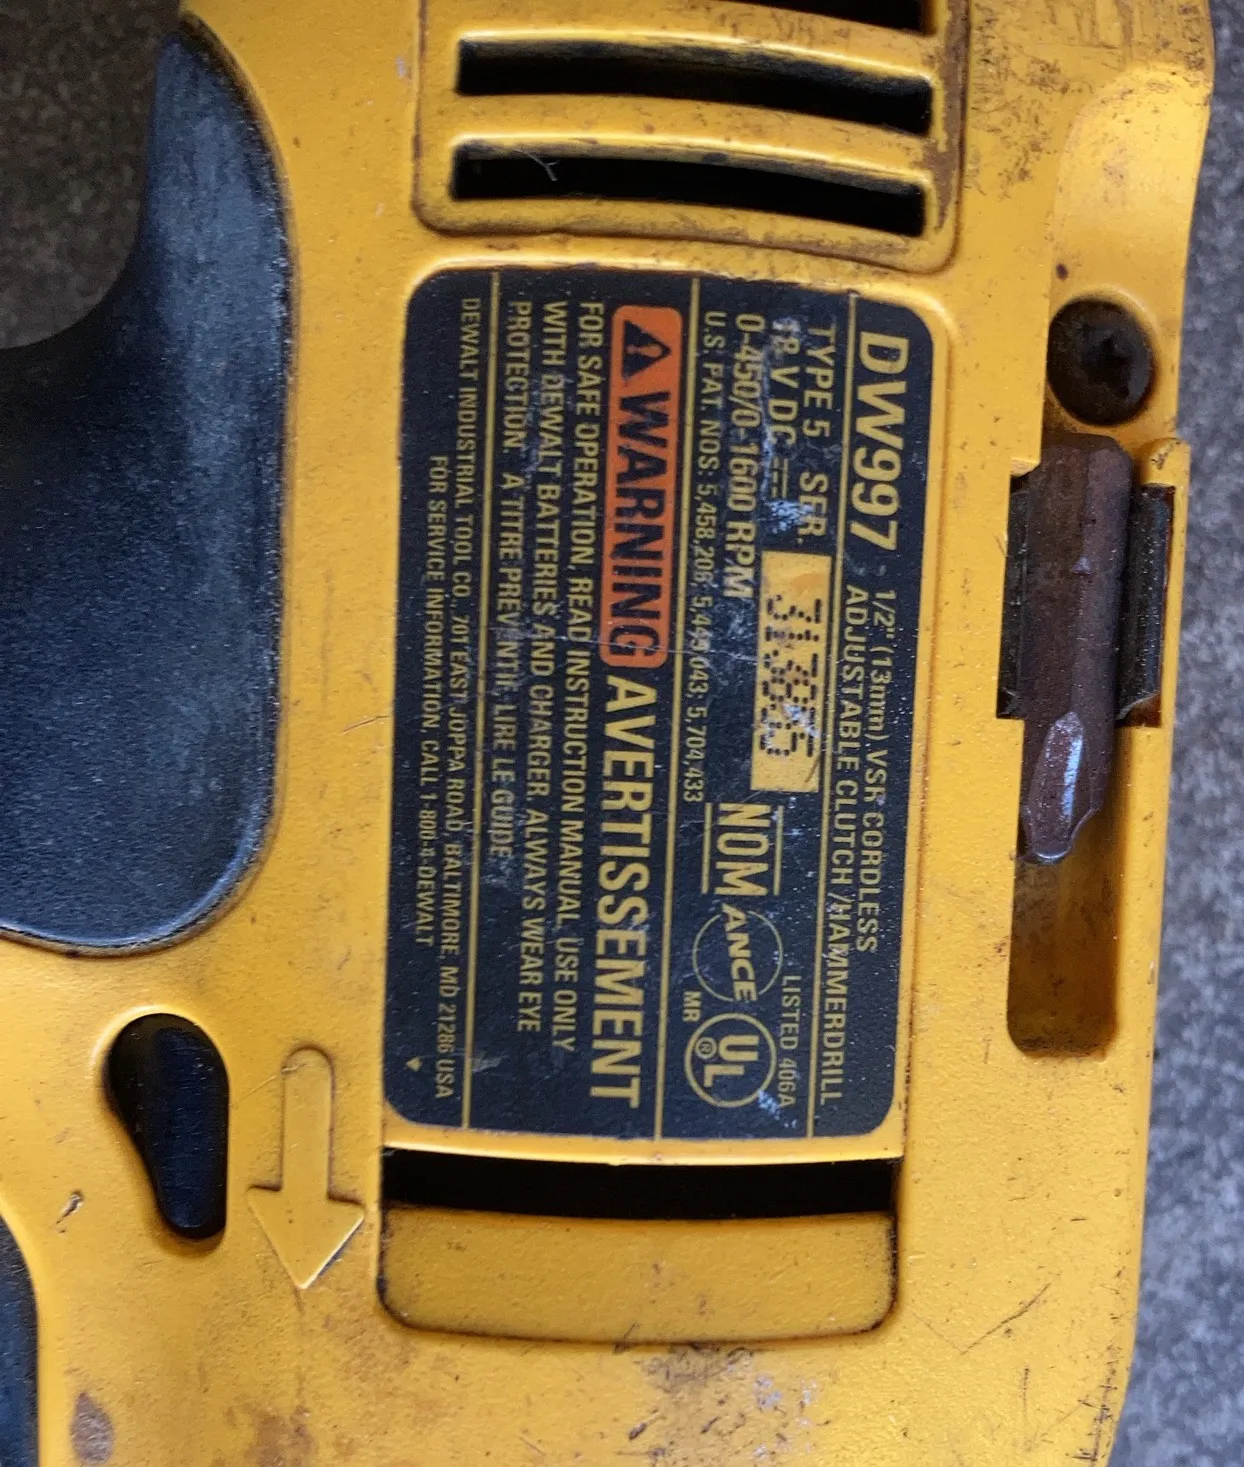 DW997 - 1/2" (13mm) VSR CORDLESS
ADJUSTABLE CLUTCH /HAMMERDRILL
TYPE 5 SER.
18 V DC
0-450/0-1600 RPM
U.S. PAT. NOS. 5,458,206; 5,449,043; 5,704,433
NOM
ANCE
LISTED 406A
UL
®
MR
WARNING AVERTISSEMENT
FOR SAFE OPERATION, READ INSTRUCTION MANUAL. USE ONLY
WITH DEWALT BATTERIES AND CHARGER. ALWAYS WEAR EYE
PROTECTION. A TITRE PREVENTIF, LIRE LE GUIDE.
DEWALT INDUSTRIAL TOOL CO., 701 EAST JOPPA ROAD, BALTIMORE, MD 21286 USA
FOR SERVICE INFORMATION, CALL 1-800-4-DEWALT